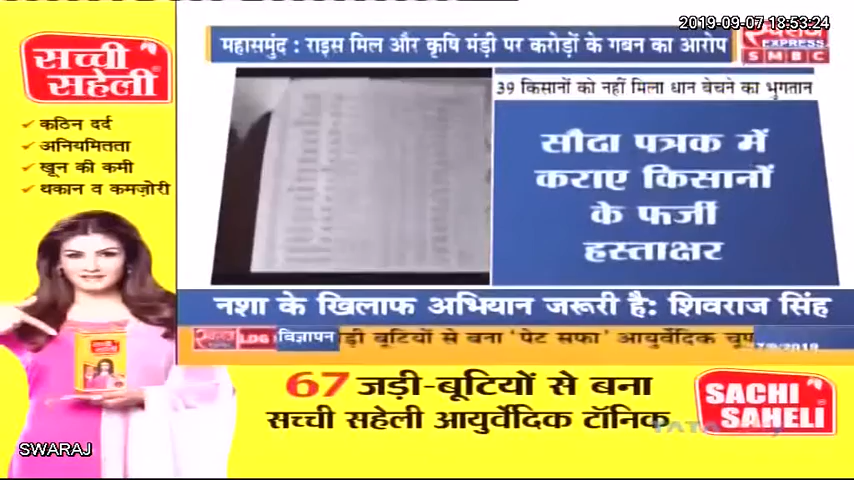 2019-09-07 18:53:24
सच्ची
सहेली
महासमुंद : राइस मिल और कृषि मंड़ी पर करोड़ों के गबन का आरोप
EXPRESS
SMBC
39 किसानों को नहीं मिला धान बेचने का भुगतान
✓ कठिन दर्द
✓ अनियमितता
✓ खून की कमी
✓ थकान व कमज़ोरी
सौदा पत्रक में
कराए किसानों
के फर्जी
हस्ताक्षर
नशा के खिलाफ अभियान जरूरी है: शिवराज सिंह
विज्ञापन
बूटियों से बना 'पेट सफा' आयुर्वेदिक
67 जड़ी-बूटियों से बना
सच्ची सहेली आयुर्वेदिक टॉनिक
SACHI
SAHELI
SWARAJ